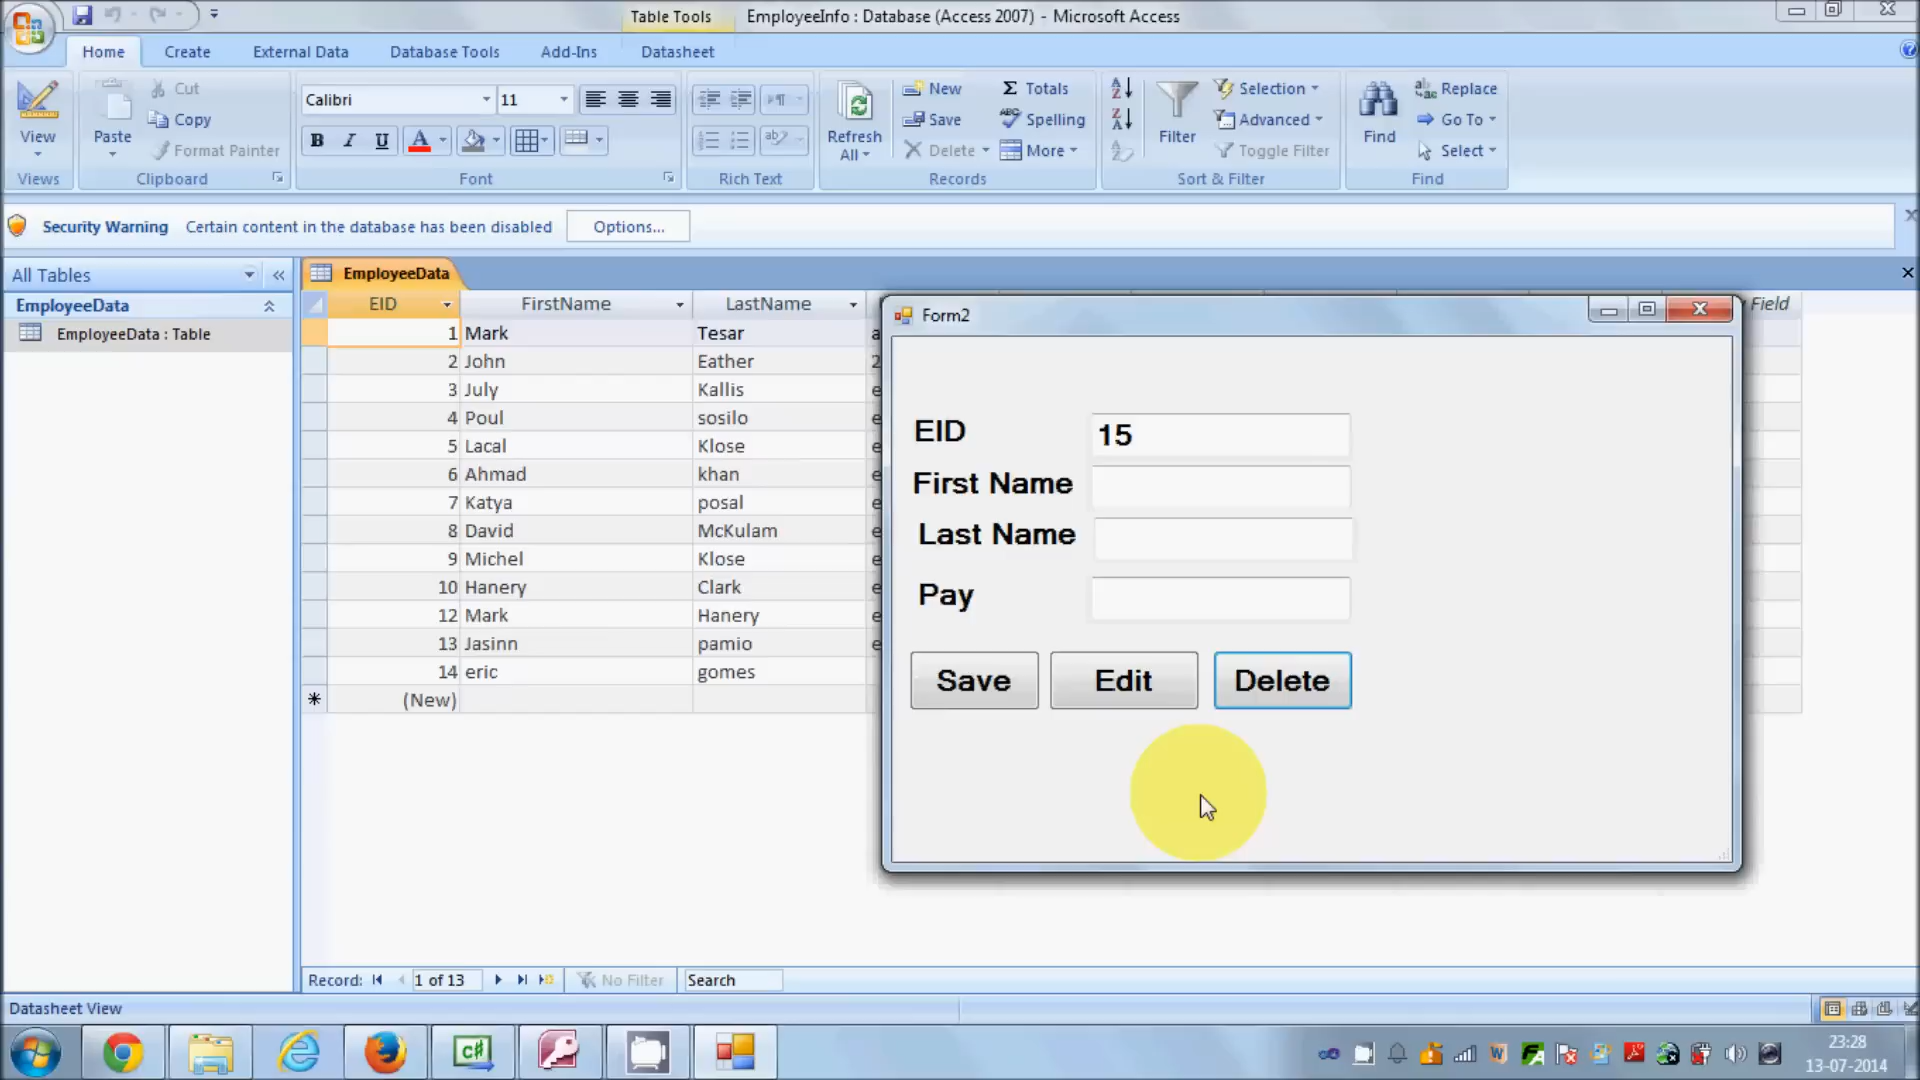 Table Tools EmployeeInfo : Database (Access 2007) - Microsoft Access
Home Create External Data Database Tools Add-Ins Datasheet
View
Views
Paste
Cut
Copy
Format Painter
Clipboard
Calibri 11
B I U A
Font
Rich Text
Refresh All
New
Save
Delete
Σ Totals
Spelling
More
Records
Filter
Selection
Advanced
Toggle Filter
Sort & Filter
Find
Replace
Go To
Select
Find
Security Warning Certain content in the database has been disabled Options...
All Tables
EmployeeData
EmployeeData : Table
EmployeeData
EID FirstName LastName Field
1 Mark Tesar a
2 John Eather 2
3 July Kallis e
4 Poul sosilo e
5 Lacal Klose e
6 Ahmad khan e
7 Katya posal e
8 David McKulam e
9 Michel Klose e
10 Hanery Clark e
12 Mark Hanery e
13 Jasinn pamio e
14 eric gomes
* (New)
Form2
EID 15
First Name
Last Name
Pay
Save Edit Delete
Record: 1 of 13 No Filter Search
Datasheet View
23:28
13-07-2014